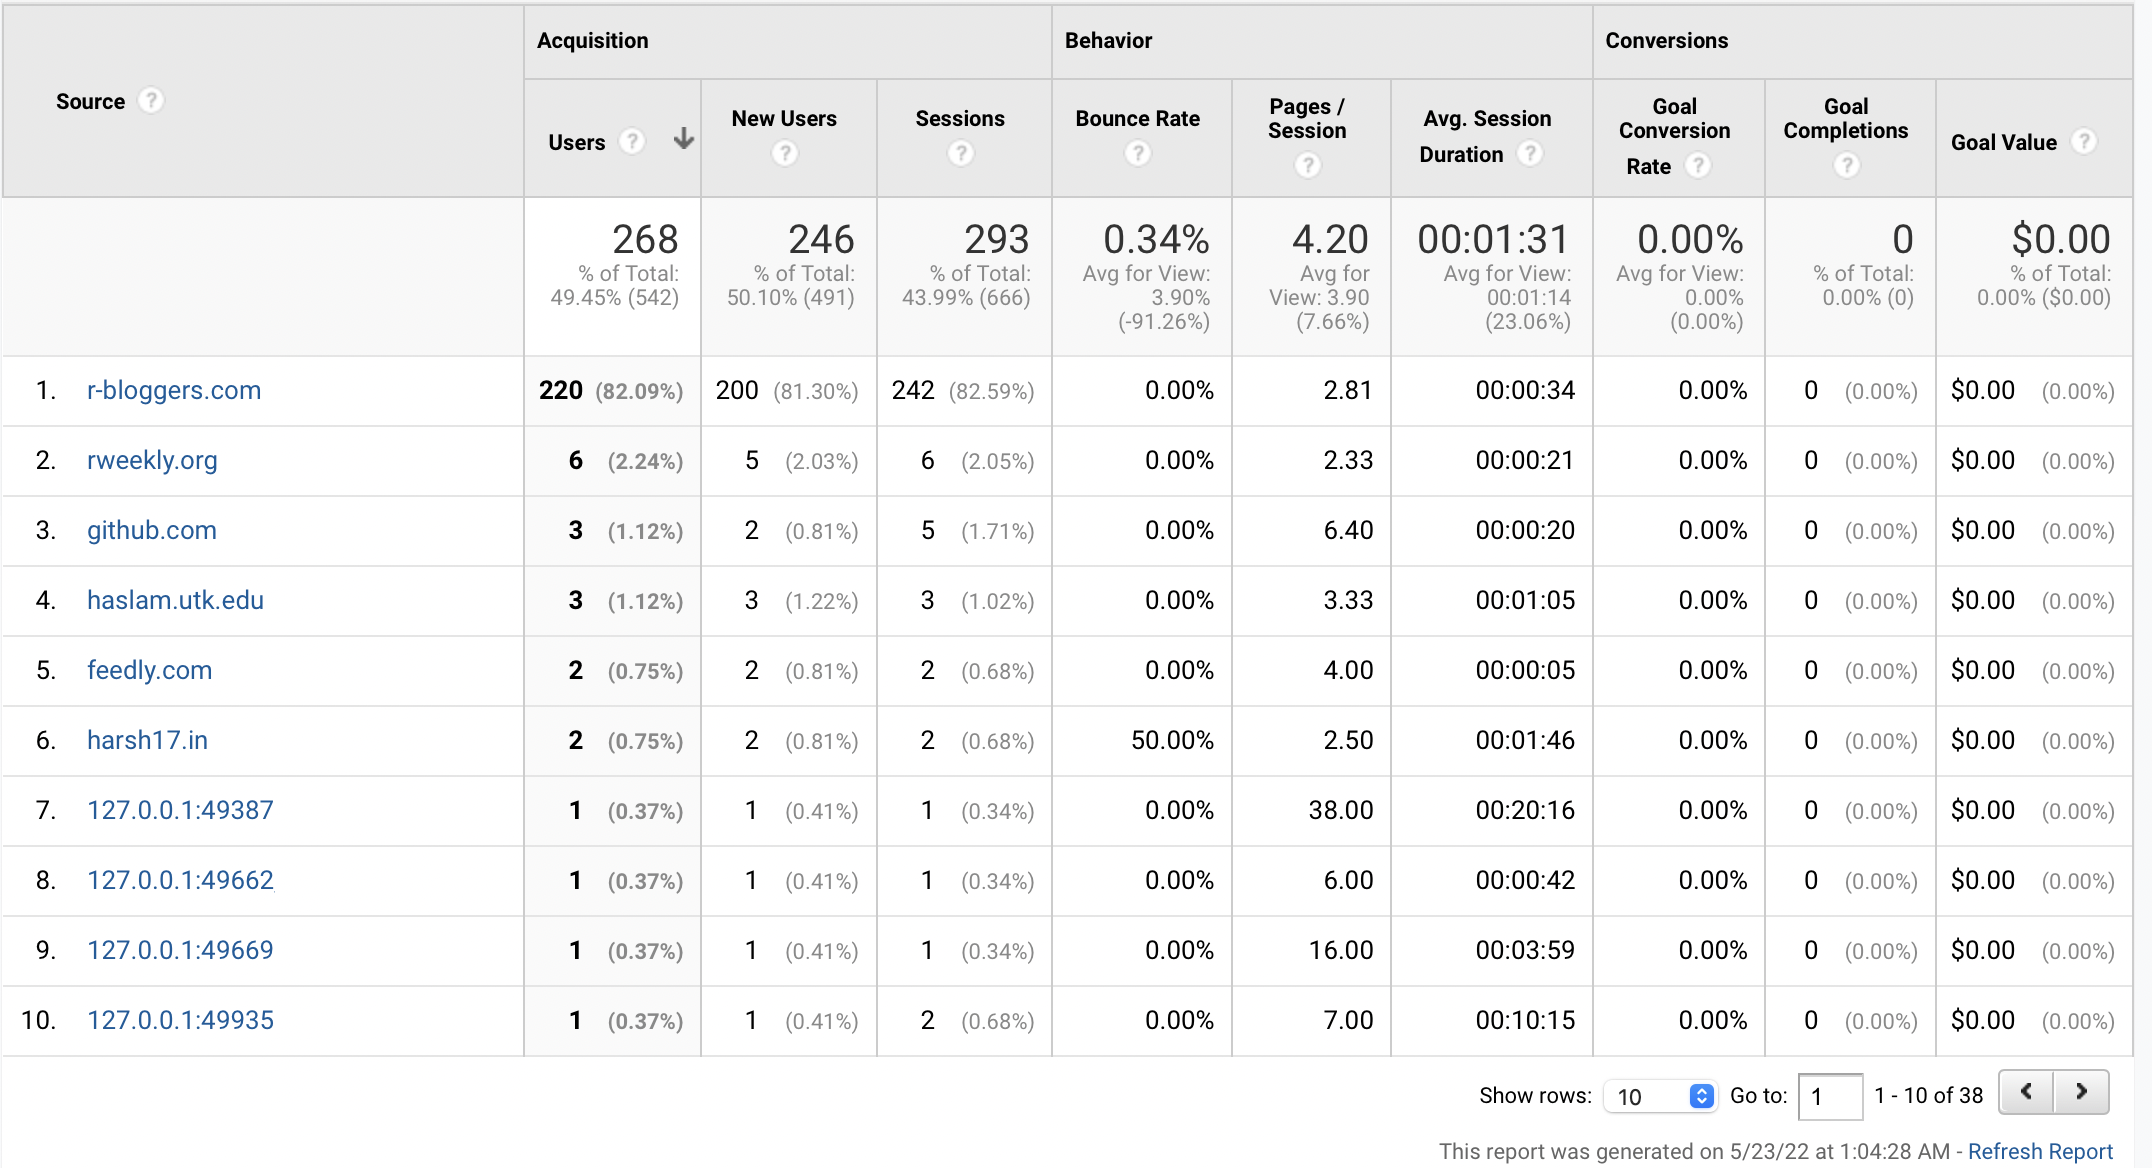 Acquisition Behavior Conversions
Source ? Users ? New Users ? Sessions ? Bounce Rate ? Pages / Session ? Avg. Session Duration ? Goal Conversion Rate ? Goal Completions ? Goal Value ?
268 246 293 0.34% 4.20 00:01:31 0.00% 0 $0.00
% of Total: 49.45% (542) % of Total: 50.10% (491) % of Total: 43.99% (666) Avg for View: 3.90% (-91.26%) Avg for View: 3.90 (7.66%) Avg for View: 00:01:14 (23.06%) Avg for View: 0.00% (0.00%) % of Total: 0.00% (0) % of Total: 0.00% ($0.00)
1. r-bloggers.com 220 (82.09%) 200 (81.30%) 242 (82.59%) 0.00% 2.81 00:00:34 0.00% 0 (0.00%) $0.00 (0.00%)
2. rweekly.org 6 (2.24%) 5 (2.03%) 6 (2.05%) 0.00% 2.33 00:00:21 0.00% 0 (0.00%) $0.00 (0.00%)
3. github.com 3 (1.12%) 2 (0.81%) 5 (1.71%) 0.00% 6.40 00:00:20 0.00% 0 (0.00%) $0.00 (0.00%)
4. haslam.utk.edu 3 (1.12%) 3 (1.22%) 3 (1.02%) 0.00% 3.33 00:01:05 0.00% 0 (0.00%) $0.00 (0.00%)
5. feedly.com 2 (0.75%) 2 (0.81%) 2 (0.68%) 0.00% 4.00 00:00:05 0.00% 0 (0.00%) $0.00 (0.00%)
6. harsh17.in 2 (0.75%) 2 (0.81%) 2 (0.68%) 50.00% 2.50 00:01:46 0.00% 0 (0.00%) $0.00 (0.00%)
7. 127.0.0.1:49387 1 (0.37%) 1 (0.41%) 1 (0.34%) 0.00% 38.00 00:20:16 0.00% 0 (0.00%) $0.00 (0.00%)
8. 127.0.0.1:49662 1 (0.37%) 1 (0.41%) 1 (0.34%) 0.00% 6.00 00:00:42 0.00% 0 (0.00%) $0.00 (0.00%)
9. 127.0.0.1:49669 1 (0.37%) 1 (0.41%) 1 (0.34%) 0.00% 16.00 00:03:59 0.00% 0 (0.00%) $0.00 (0.00%)
10. 127.0.0.1:49935 1 (0.37%) 1 (0.41%) 2 (0.68%) 0.00% 7.00 00:10:15 0.00% 0 (0.00%) $0.00 (0.00%)
Show rows: 10 Go to: 1 1 - 10 of 38
This report was generated on 5/23/22 at 1:04:28 AM - Refresh Report